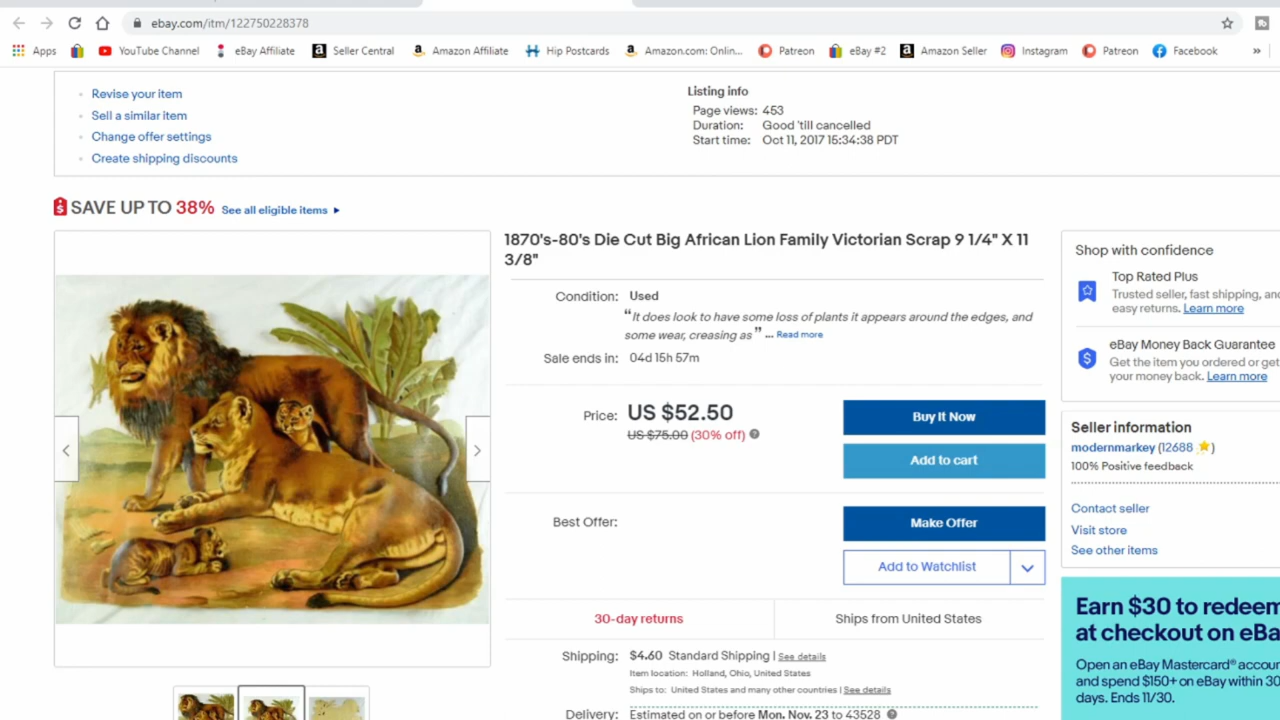 ebay.com/itm/122750228378
Apps YouTube Channel eBay Affiliate Seller Central Amazon Affiliate Hip Postcards Amazon.com: Onlin... Patreon eBay #2 Amazon Seller Instagram Patreon Facebook »
Revise your item
Sell a similar item
Change offer settings
Create shipping discounts
Listing info
Page views: 453
Duration: Good 'till cancelled
Start time: Oct 11, 2017 15:34:38 PDT
SAVE UP TO 38% See all eligible items
1870's-80's Die Cut Big African Lion Family Victorian Scrap 9 1/4" X 11
3/8"
Condition: Used
“It does look to have some loss of plants it appears around the edges, and
some wear, creasing as” ... Read more
Sale ends in: 04d 15h 57m
Price: US $52.50
US $75.00 (30% off)
Buy It Now
Add to cart
Best Offer:
Make Offer
Add to Watchlist
30-day returns
Ships from United States
Shipping: $4.60 Standard Shipping | See details
Item location: Holland, Ohio, United States
Ships to: United States and many other countries | See details
Delivery: Estimated on or before Mon. Nov. 23 to 43528
Shop with confidence
Top Rated Plus
Trusted seller, fast shipping, and
easy returns. Learn more
eBay Money Back Guarantee
Get the item you ordered or get
your money back. Learn more
Seller information
modernmarkey (12688)
100% Positive feedback
Contact seller
Visit store
See other items
Earn $30 to redeem
at checkout on eBa
Open an eBay Mastercard® accou
and spend $150+ on eBay within 30
days. Ends 11/30.